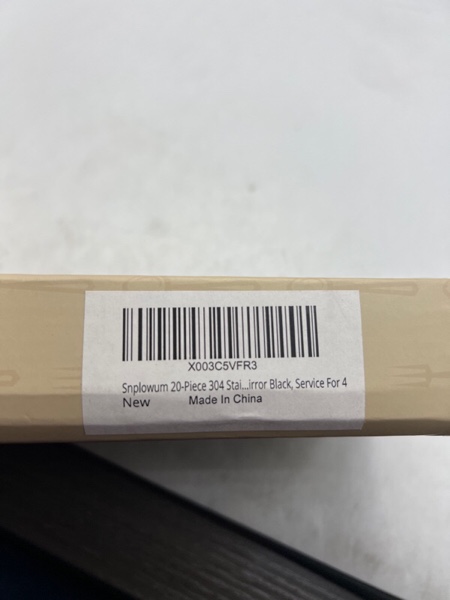 X003C5VFR3
Snplowum 20-Piece 304 Stai...irror Black, Service For 4
New Made In China